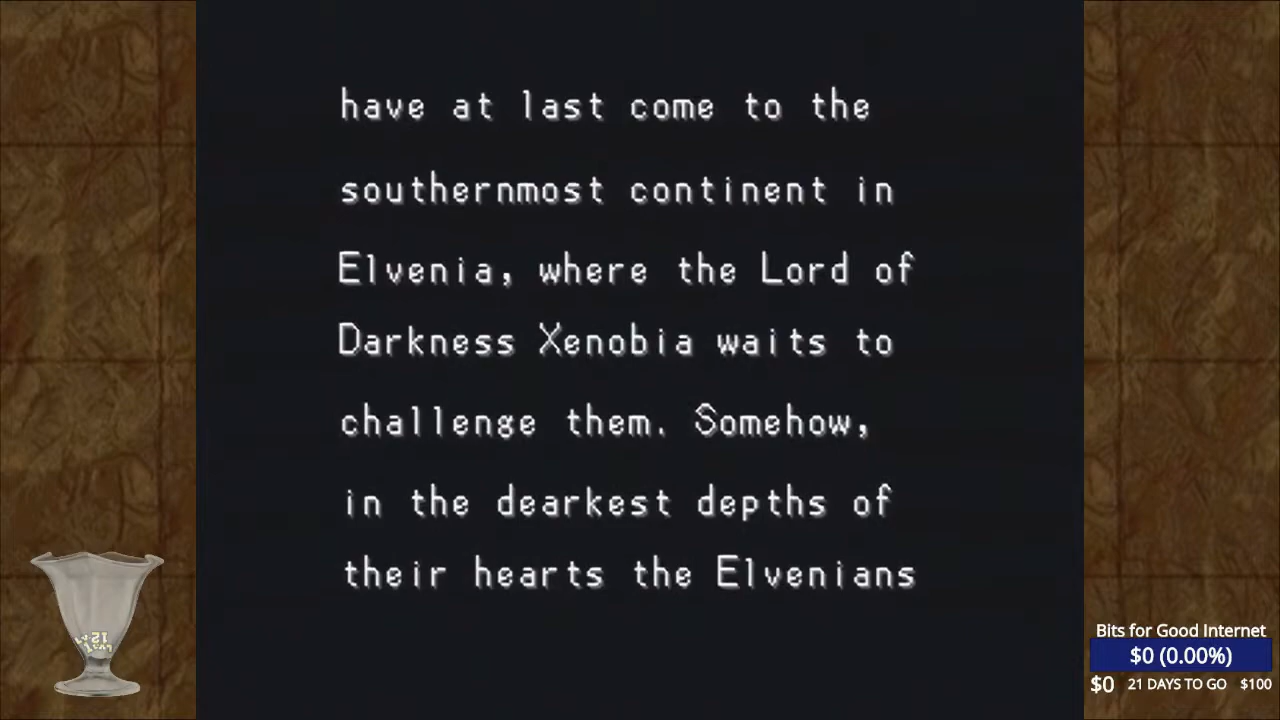 have at last come to the
southernmost continent in
Elvenia, where the Lord of
Darkness Xenobia waits to
challenge them. Somehow,
in the dearkest depths of
their hearts the Elvenians
Bits for Good Internet
$0 (0.00%)
$0 21 DAYS TO GO $100